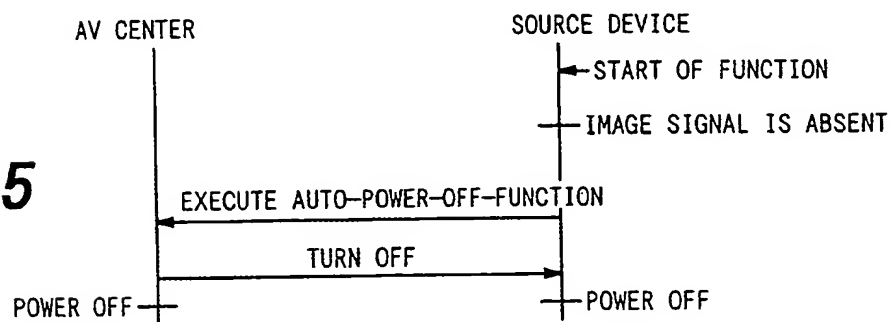 AV CENTER
SOURCE DEVICE
START OF FUNCTION
IMAGE SIGNAL IS ABSENT
5
EXECUTE AUTO-POWER-OFF-FUNCTION
TURN OFF
POWER OFF
POWER OFF